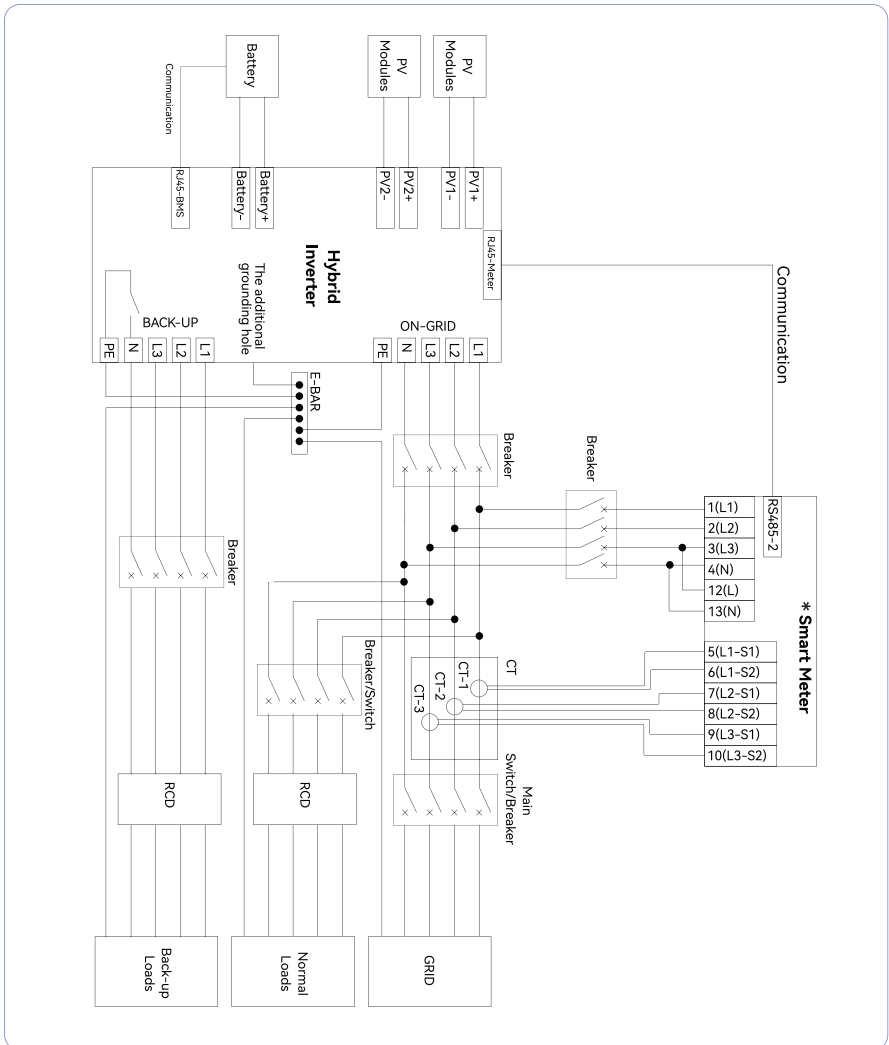 Battery
PV
Modules
PV
Modules
Communication
RJ45-BMS
Battery-
Battery+
PV2-
PV2+
PV1-
PV1+
RJ45-Meter
Communication
Hybrid
Inverter
The additional
grounding hole
BACK-UP
ON-GRID
PE
N
L3
L2
L1
PE
N
L3
L2
L1
E-BAR
Breaker
Breaker
RS485-2
1(L1)
2(L2)
3(L3)
4(N)
12(L)
13(N)
* Smart Meter
5(L1-S1)
6(L1-S2)
7(L2-S1)
8(L2-S2)
9(L3-S1)
10(L3-S2)
Breaker
Breaker/Switch
CT
CT-1
CT-2
CT-3
Main
Switch/Breaker
RCD
RCD
Back-up
Loads
Normal
Loads
GRID